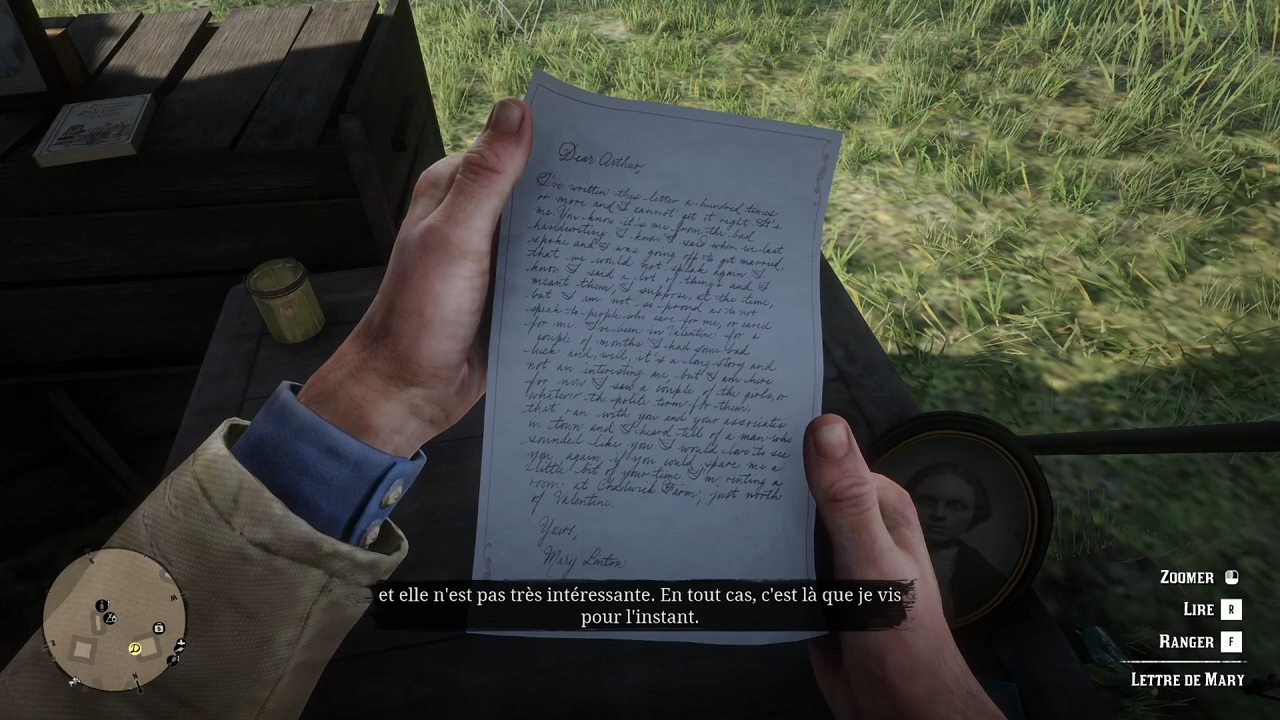 Dear Arthur,
I've written this letter a hundred times
or more and I cannot get it right. It's
me. You know it's me from the bad
handwriting. I know I said when we last
spoke and I was going off to get married,
that we would not speak again. I
know I said a lot of things and I
meant them, I suppose, at the time,
but I am not so proud as to not
speak to people who care for me, or cared
for me. I've been in Valentine for a
couple of months. I had some bad
luck and, well, it's a long story and
not an interesting one, but I am here
for now. I saw a couple of the girls, or
whatever the polite term for them,
that ran with you and your associates
in town and I heard tell of a man who
sounded like you. I would love to see
you again if you could spare me a
little bit of your time. I'm renting a
room at Chadwick Farm, just north
of Valentine.
Yours,
Mary Linton
et elle n'est pas très intéressante. En tout cas, c'est là que je vis
pour l'instant.
ZOOMER
LIRE R
RANGER F
LETTRE DE MARY